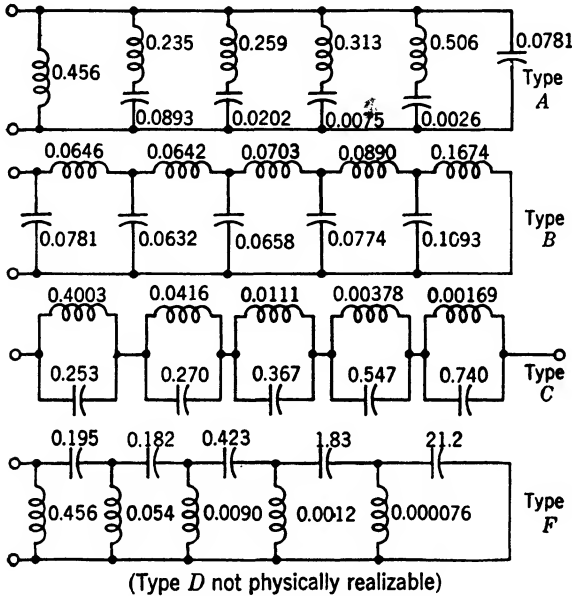 0.235 0.259 0.313 0.506 0.0781
0.456 Type
A
0.0893 0.0202 0.0075 0.0026
0.0646 0.0642 0.0703 0.0890 0.1674
0.0781 0.0632 0.0658 0.0774 0.1093 Type
B
0.4003 0.0416 0.0111 0.00378 0.00169
0.253 0.270 0.367 0.547 0.740 Type
C
0.195 0.182 0.423 1.83 21.2
0.456 0.054 0.0090 0.0012 0.000076 Type
F
(Type D not physically realizable)